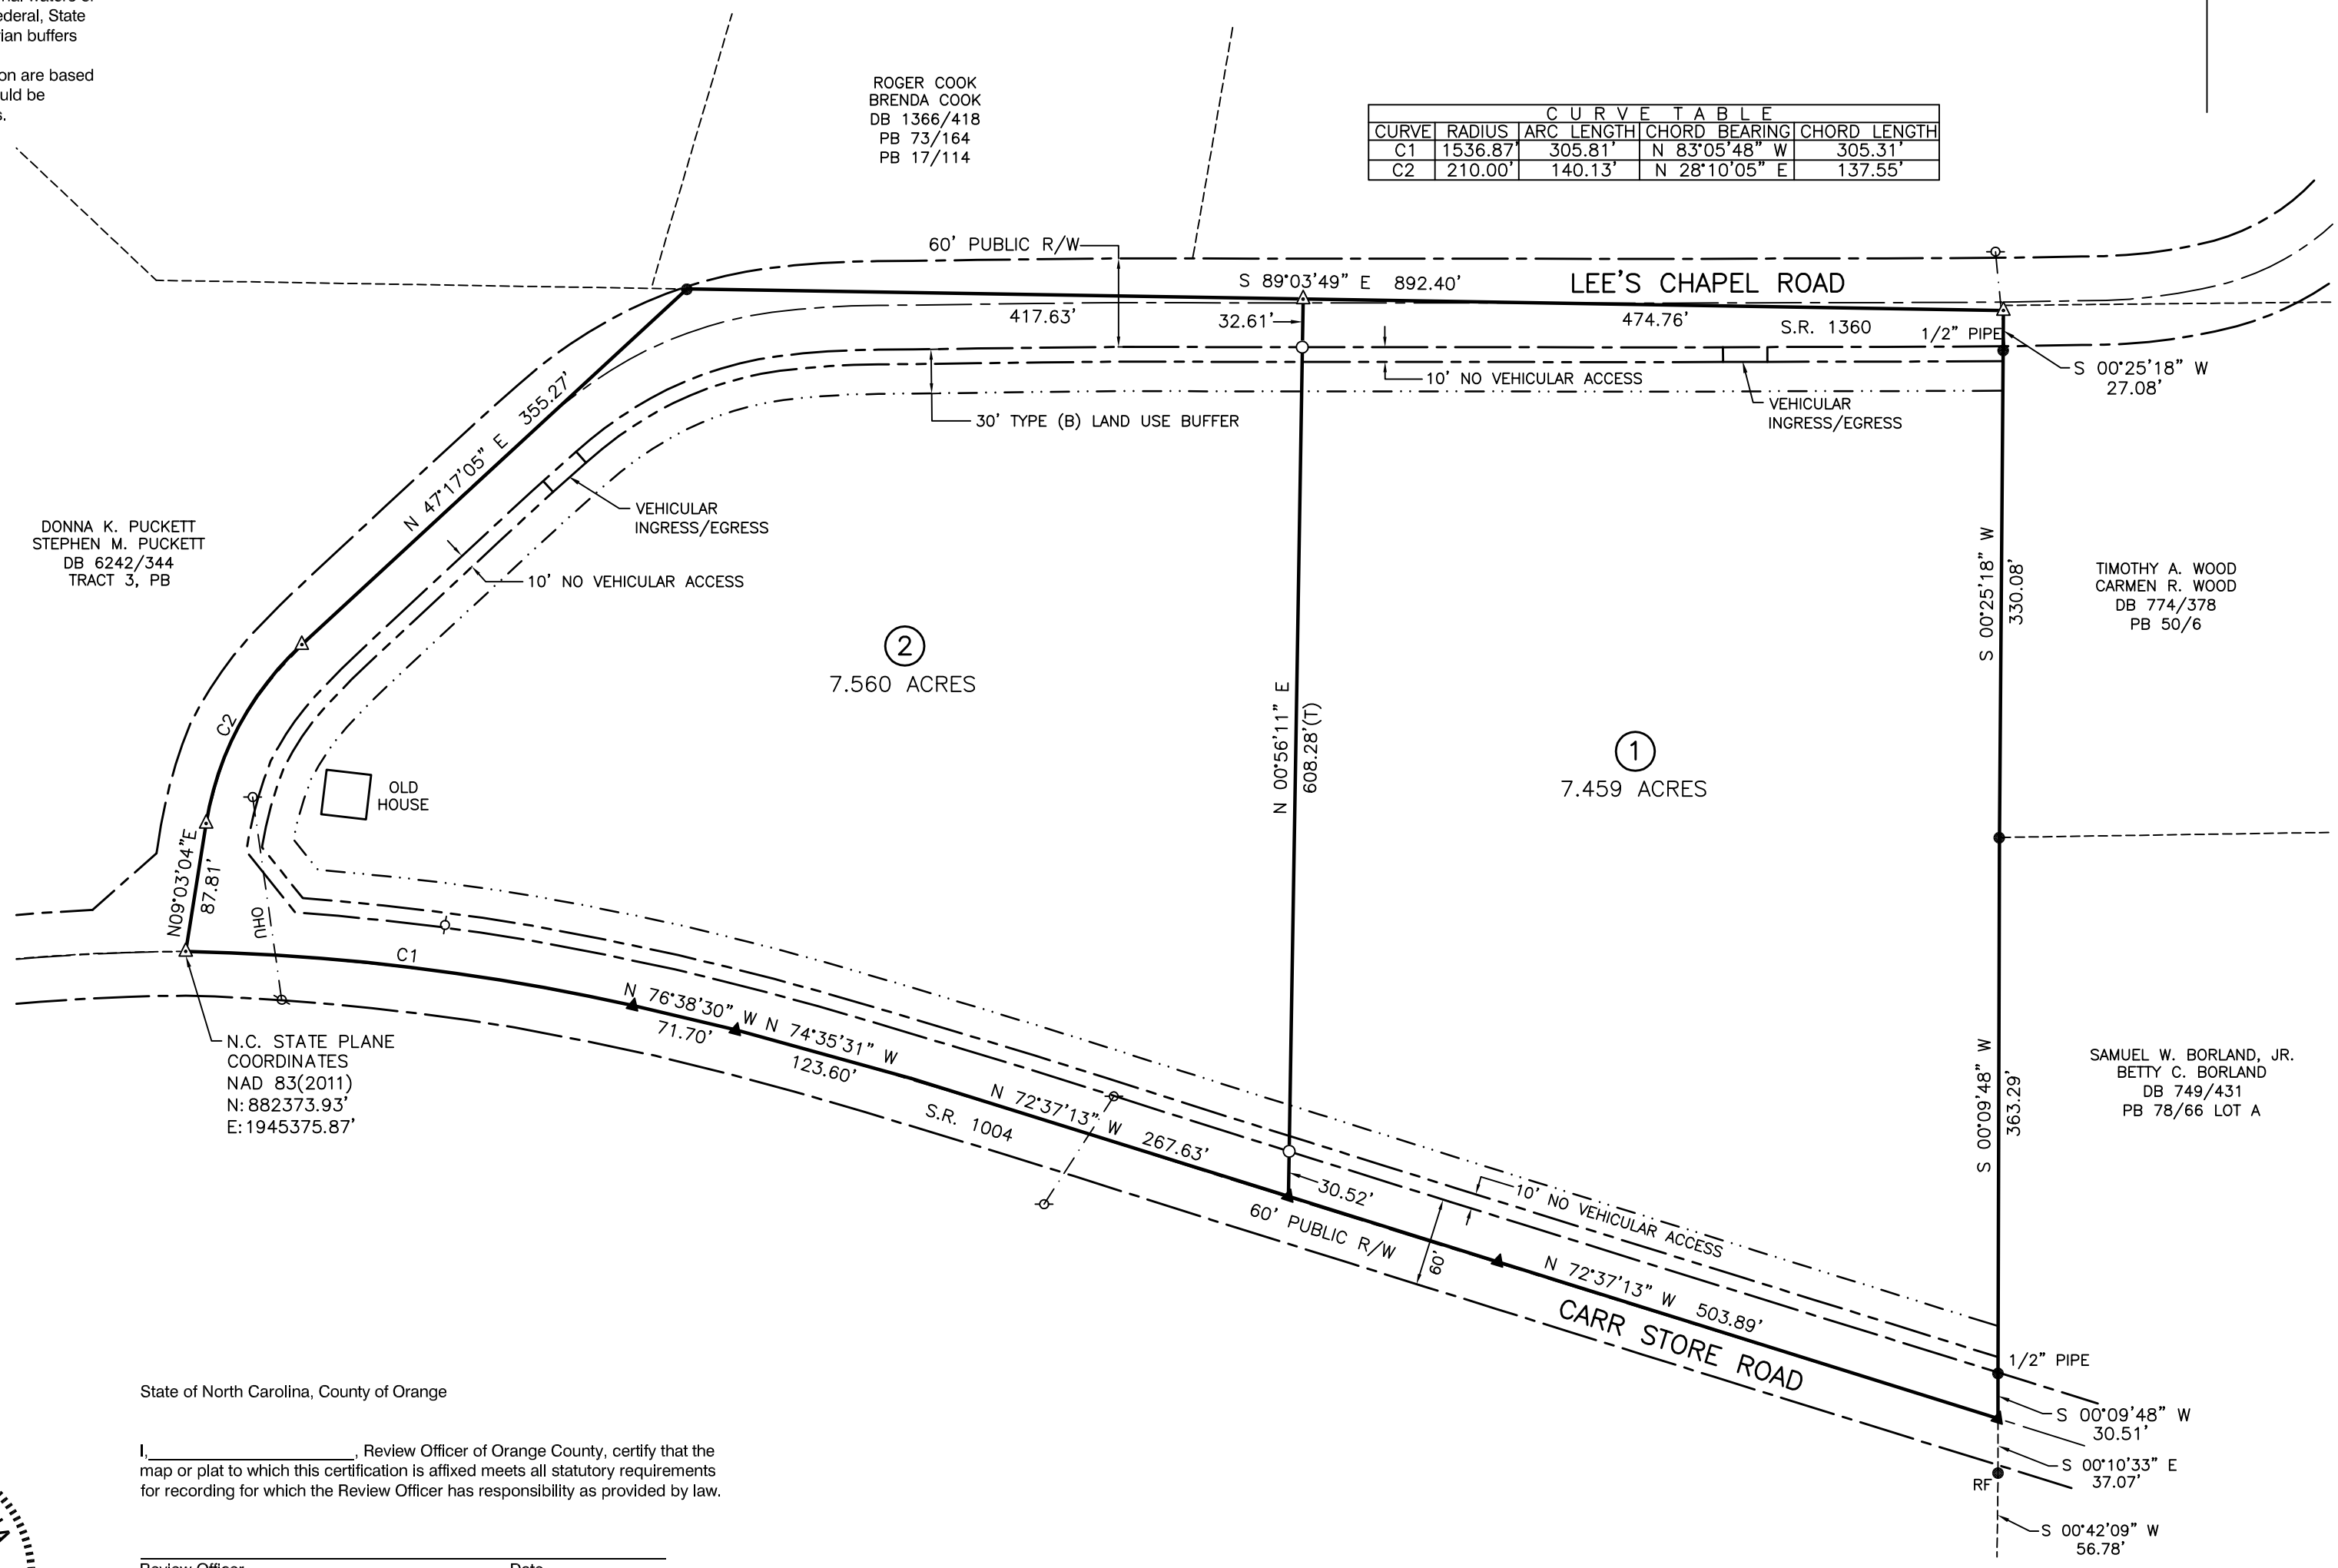 ederal, State
ian buffers
on are based
uld be
s.
ROGER COOK
BRENDA COOK
DB 1366/418
PB 73/164
PB 17/114
C U R V E T A B L E
CURVE RADIUS ARC LENGTH CHORD BEARING CHORD LENGTH
C1 1536.87' 305.81' N 83°05'48" W 305.31'
C2 210.00' 140.13' N 28°10'05" E 137.55'
60' PUBLIC R/W
S 89°03'49" E 892.40'
LEE'S CHAPEL ROAD
417.63'
32.61'
474.76'
S.R. 1360
1/2" PIPE
S 00°25'18" W
27.08'
10' NO VEHICULAR ACCESS
30' TYPE (B) LAND USE BUFFER
VEHICULAR
INGRESS/EGRESS
N 47°17'05" E 355.27'
VEHICULAR
INGRESS/EGRESS
10' NO VEHICULAR ACCESS
DONNA K. PUCKETT
STEPHEN M. PUCKETT
DB 6242/344
TRACT 3, PB
2
7.560 ACRES
N 00°56'11" E
608.28'(T)
1
7.459 ACRES
S 00°25'18" W
330.08'
TIMOTHY A. WOOD
CARMEN R. WOOD
DB 774/378
PB 50/6
C2
OLD
HOUSE
N09°03'04"E
87.81'
OHU
C1
N 76°38'30" W
71.70'
N 74°35'31" W
123.60'
N 72°37'13" W 267.63'
S.R. 1004
N.C. STATE PLANE
COORDINATES
NAD 83(2011)
N: 882373.93'
E: 1945375.87'
S 00°09'48" W
363.29'
SAMUEL W. BORLAND, JR.
BETTY C. BORLAND
DB 749/431
PB 78/66 LOT A
30.52'
60' PUBLIC R/W
60'
10' NO VEHICULAR ACCESS
N 72°37'13" W 503.89'
CARR STORE ROAD
1/2" PIPE
S 00°09'48" W
30.51'
S 00°10'33" E
37.07'
RF
S 00°42'09" W
56.78'
State of North Carolina, County of Orange
I, , Review Officer of Orange County, certify that the
map or plat to which this certification is affixed meets all statutory requirements
for recording for which the Review Officer has responsibility as provided by law.
Review Officer Date